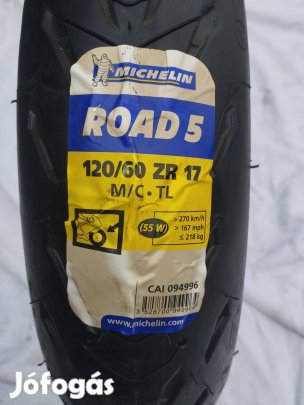 MICHELIN
ROAD 5
120/60 ZR 17
M/C • TL
(55 W)
> 270 km/h
> 167 mph
≤ 218 kg
CAI 094996
www.michelin.com
Jófogás